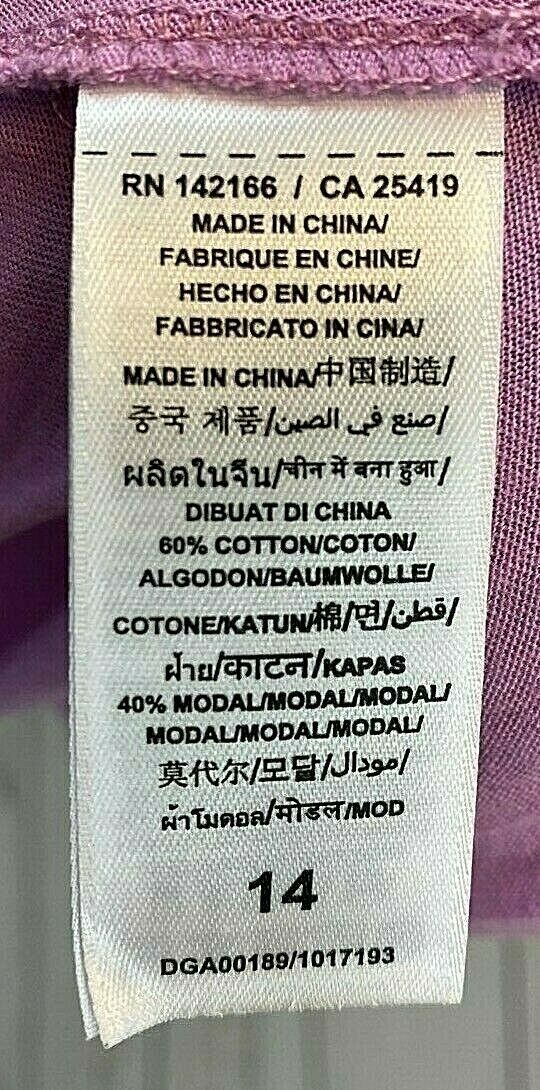 RN 142166 / CA 25419
MADE IN CHINA/
FABRIQUE EN CHINE/
HECHO EN CHINA/
FABBRICATO IN CINA/
MADE IN CHINA/中国制造/
중국 제품/صنع في الصين/
ผลิตในจีน/चीन में बना हुआ/
DIBUAT DI CHINA
60% COTTON/COTON/
ALGODON/BAUMWOLLE/
COTONE/KATUN/棉/면/قطن/
ฝ้าย/काटन/KAPAS
40% MODAL/MODAL/MODAL/
MODAL/MODAL/MODAL/
莫代尔/모달/مودال/
ผ้าโมดอล/मोडल/MOD
14
DGA00189/1017193